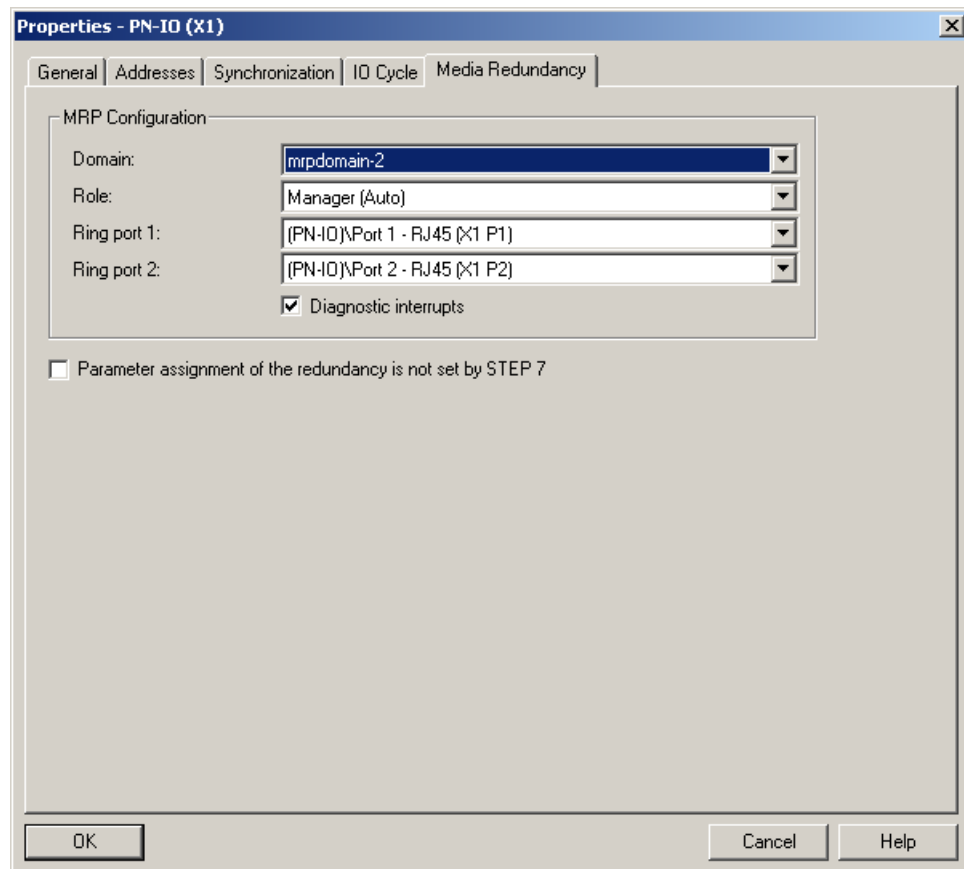 Properties - PN-IO (X1)
General Addresses Synchronization IO Cycle Media Redundancy
MRP Configuration
Domain: mrpdomain-2
Role: Manager (Auto)
Ring port 1: (PN-IO)\Port 1 - RJ45 (X1 P1)
Ring port 2: (PN-IO)\Port 2 - RJ45 (X1 P2)
Diagnostic interrupts
Parameter assignment of the redundancy is not set by STEP 7
OK Cancel Help